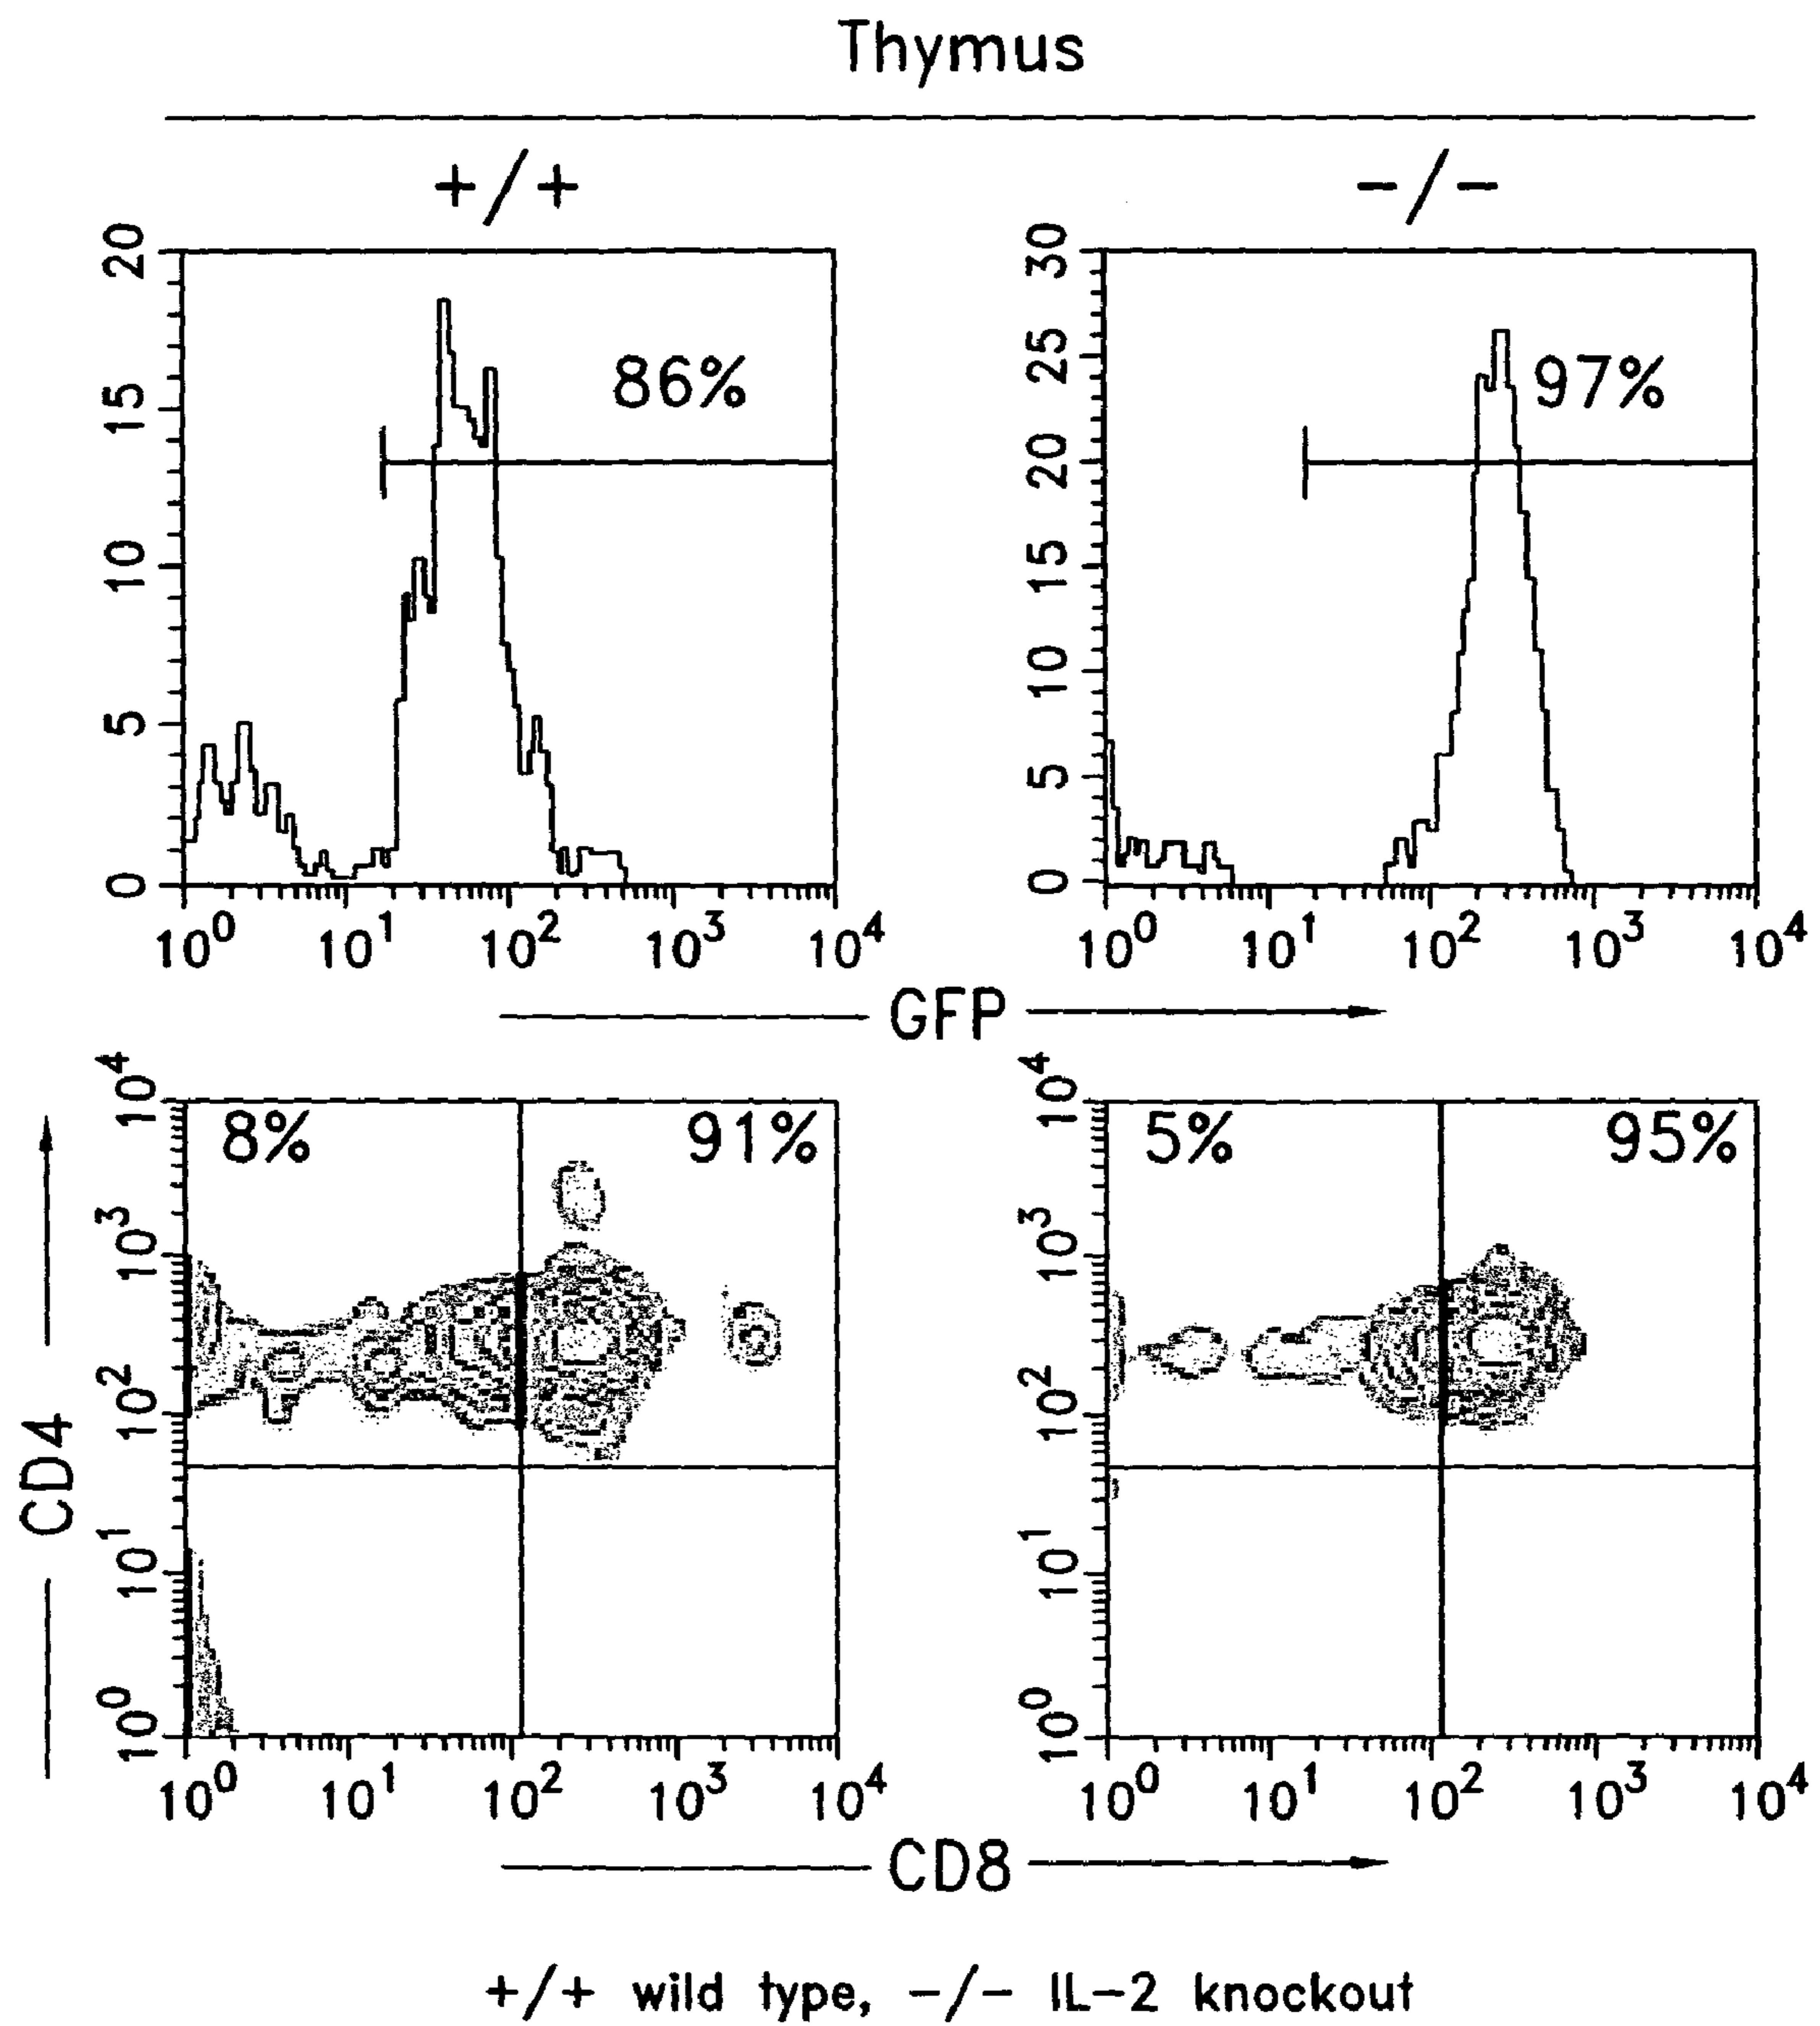 Thymus
+/+ -/-
20 15 10 5 0
86%
30 25 20 15 10 5 0
97%
10⁰ 10¹ 10² 10³ 10⁴
10⁰ 10¹ 10² 10³ 10⁴
GFP
CD4
10⁴ 10³ 10² 10¹ 10⁰
8% 91%
10⁴ 10³ 10² 10¹ 10⁰
5% 95%
10⁰ 10¹ 10² 10³ 10⁴
10⁰ 10¹ 10² 10³ 10⁴
CD8
+/+ wild type, -/- IL-2 knockout